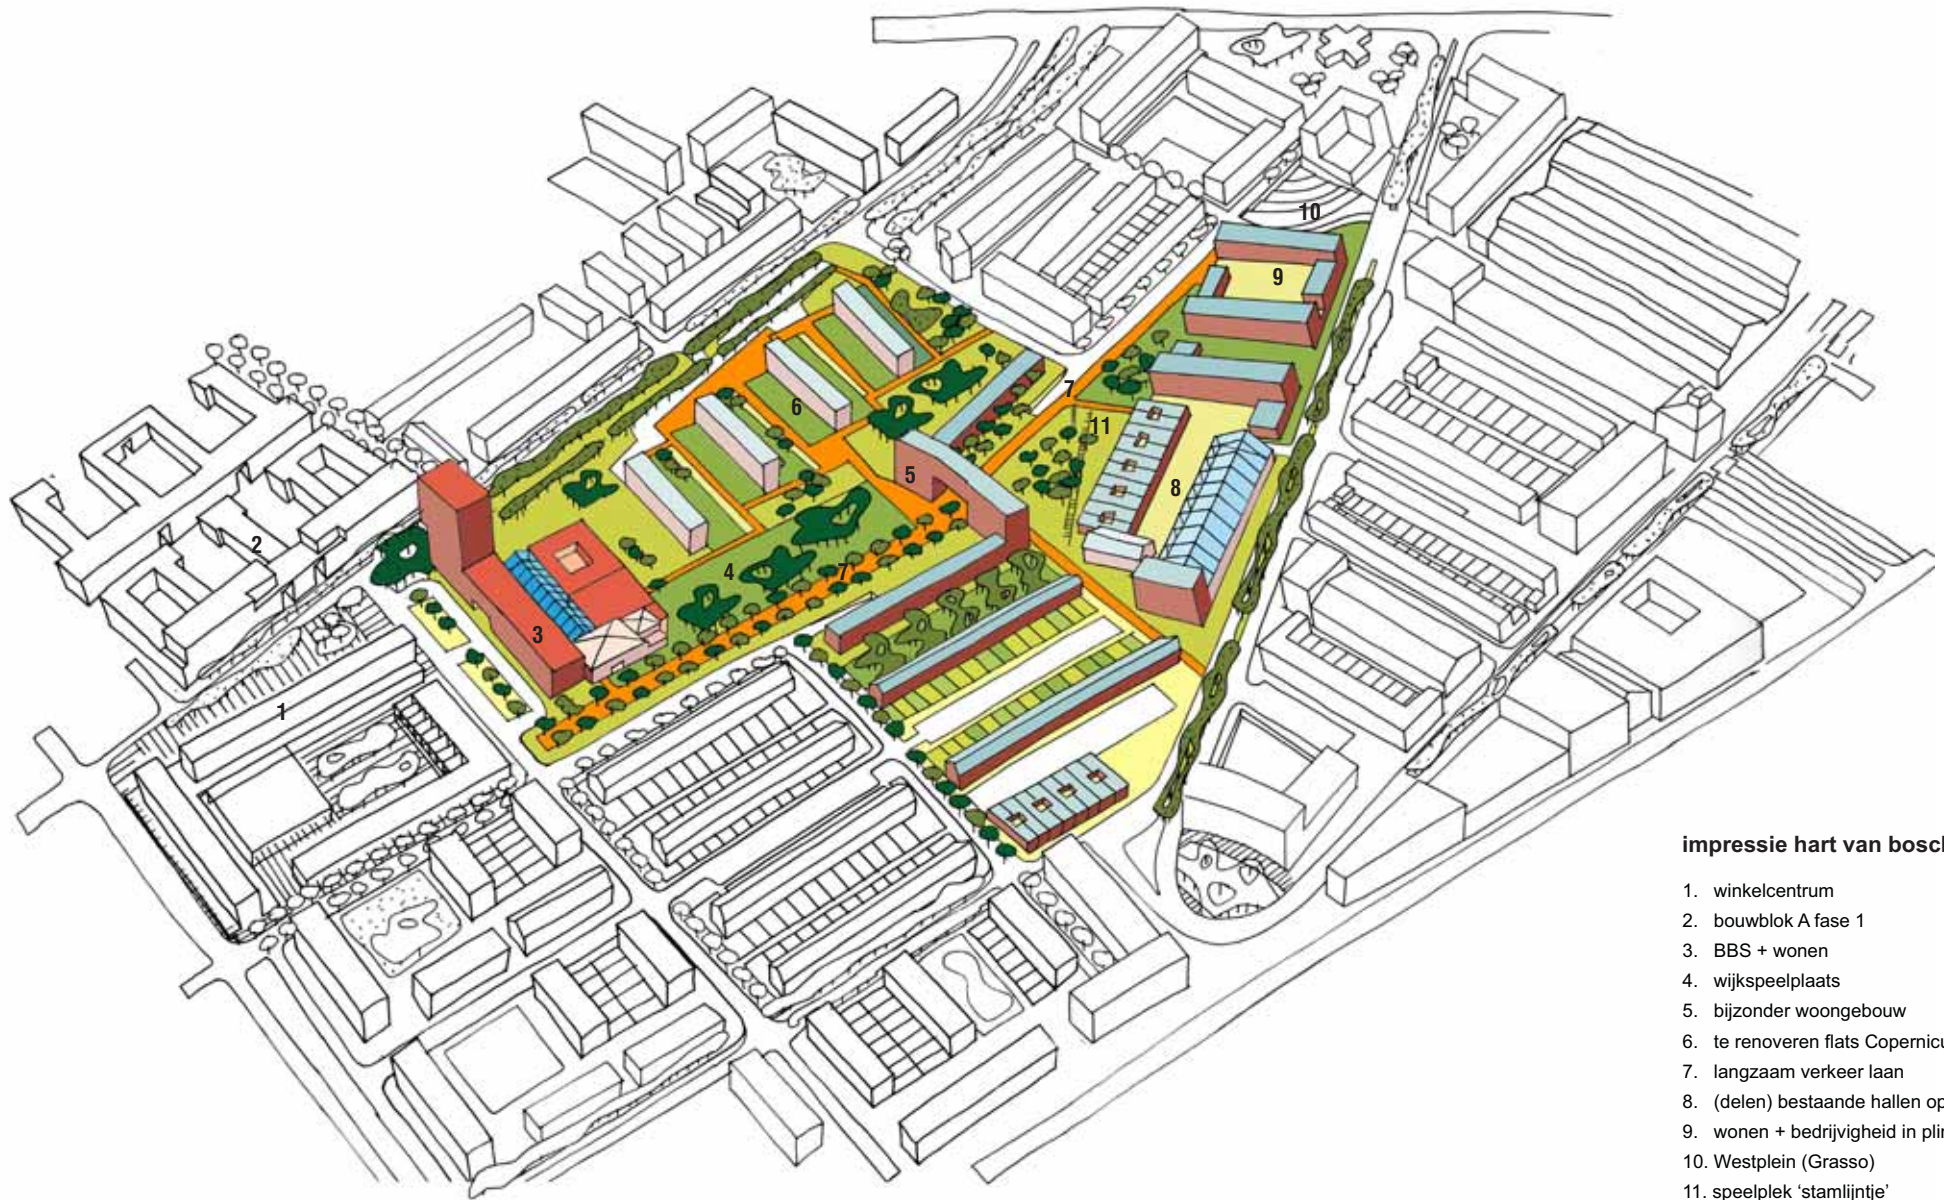 10
9
7
6
11
5
8
2
4
7
3
1
impressie hart van bosch
1. winkelcentrum
2. bouwblok A fase 1
3. BBS + wonen
4. wijkspeelplaats
5. bijzonder woongebouw
6. te renoveren flats Copernicu
7. langzaam verkeer laan
8. (delen) bestaande hallen op
9. wonen + bedrijvigheid in plin
10. Westplein (Grasso)
11. speelplek ‘stamlijntje’